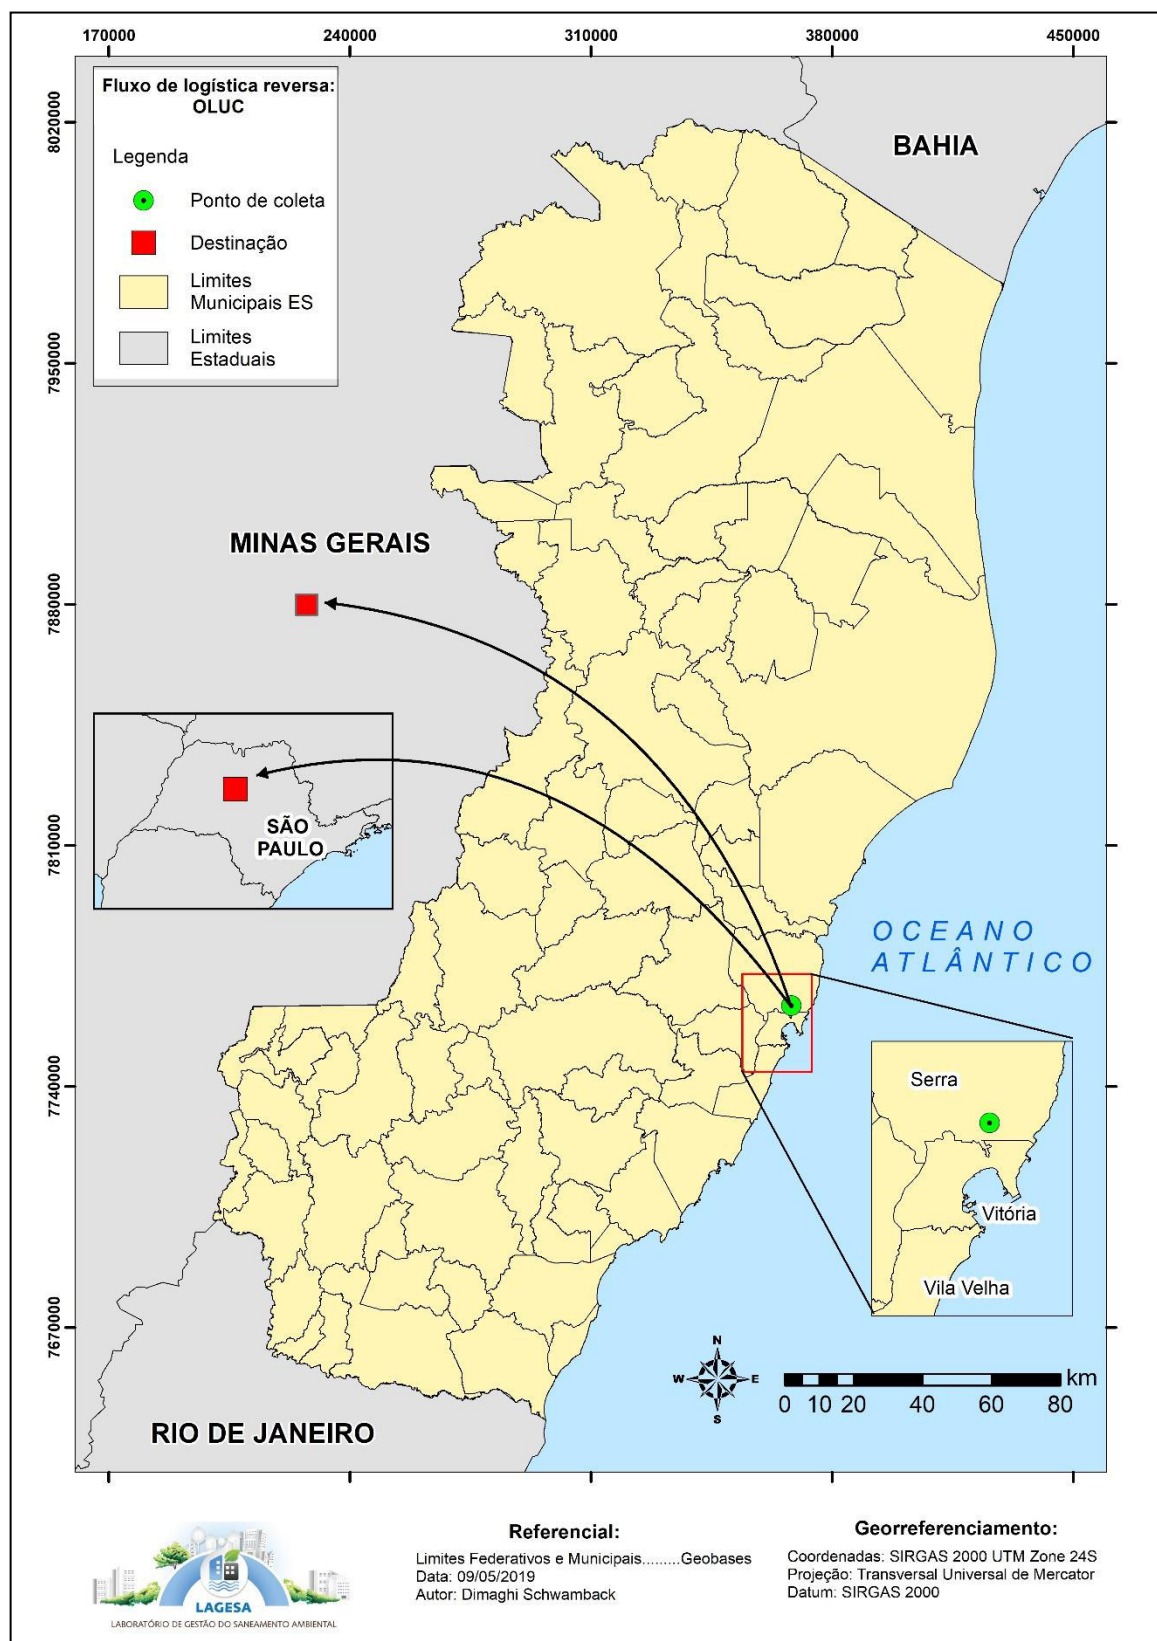 170000 240000 310000 380000 450000
Fluxo de logística reversa:
OLUC
Legenda
Ponto de coleta
Destinação
Limites
Municipais ES
Limites
Estaduais
8020000
7950000
7880000
7810000
7740000
7670000
BAHIA
MINAS GERAIS
SÃO
PAULO
OCEANO
ATLÂNTICO
Serra
Vitória
Vila Velha
RIO DE JANEIRO
N
W E
S
km
0 10 20 40 60 80
LAGESA
LABORATÓRIO DE GESTÃO DO SANEAMENTO AMBIENTAL
Referencial:
Limites Federativos e Municipais.........Geobases
Data: 09/05/2019
Autor: Dimaghi Schwamback
Georreferenciamento:
Coordenadas: SIRGAS 2000 UTM Zone 24S
Projeção: Transversal Universal de Mercator
Datum: SIRGAS 2000